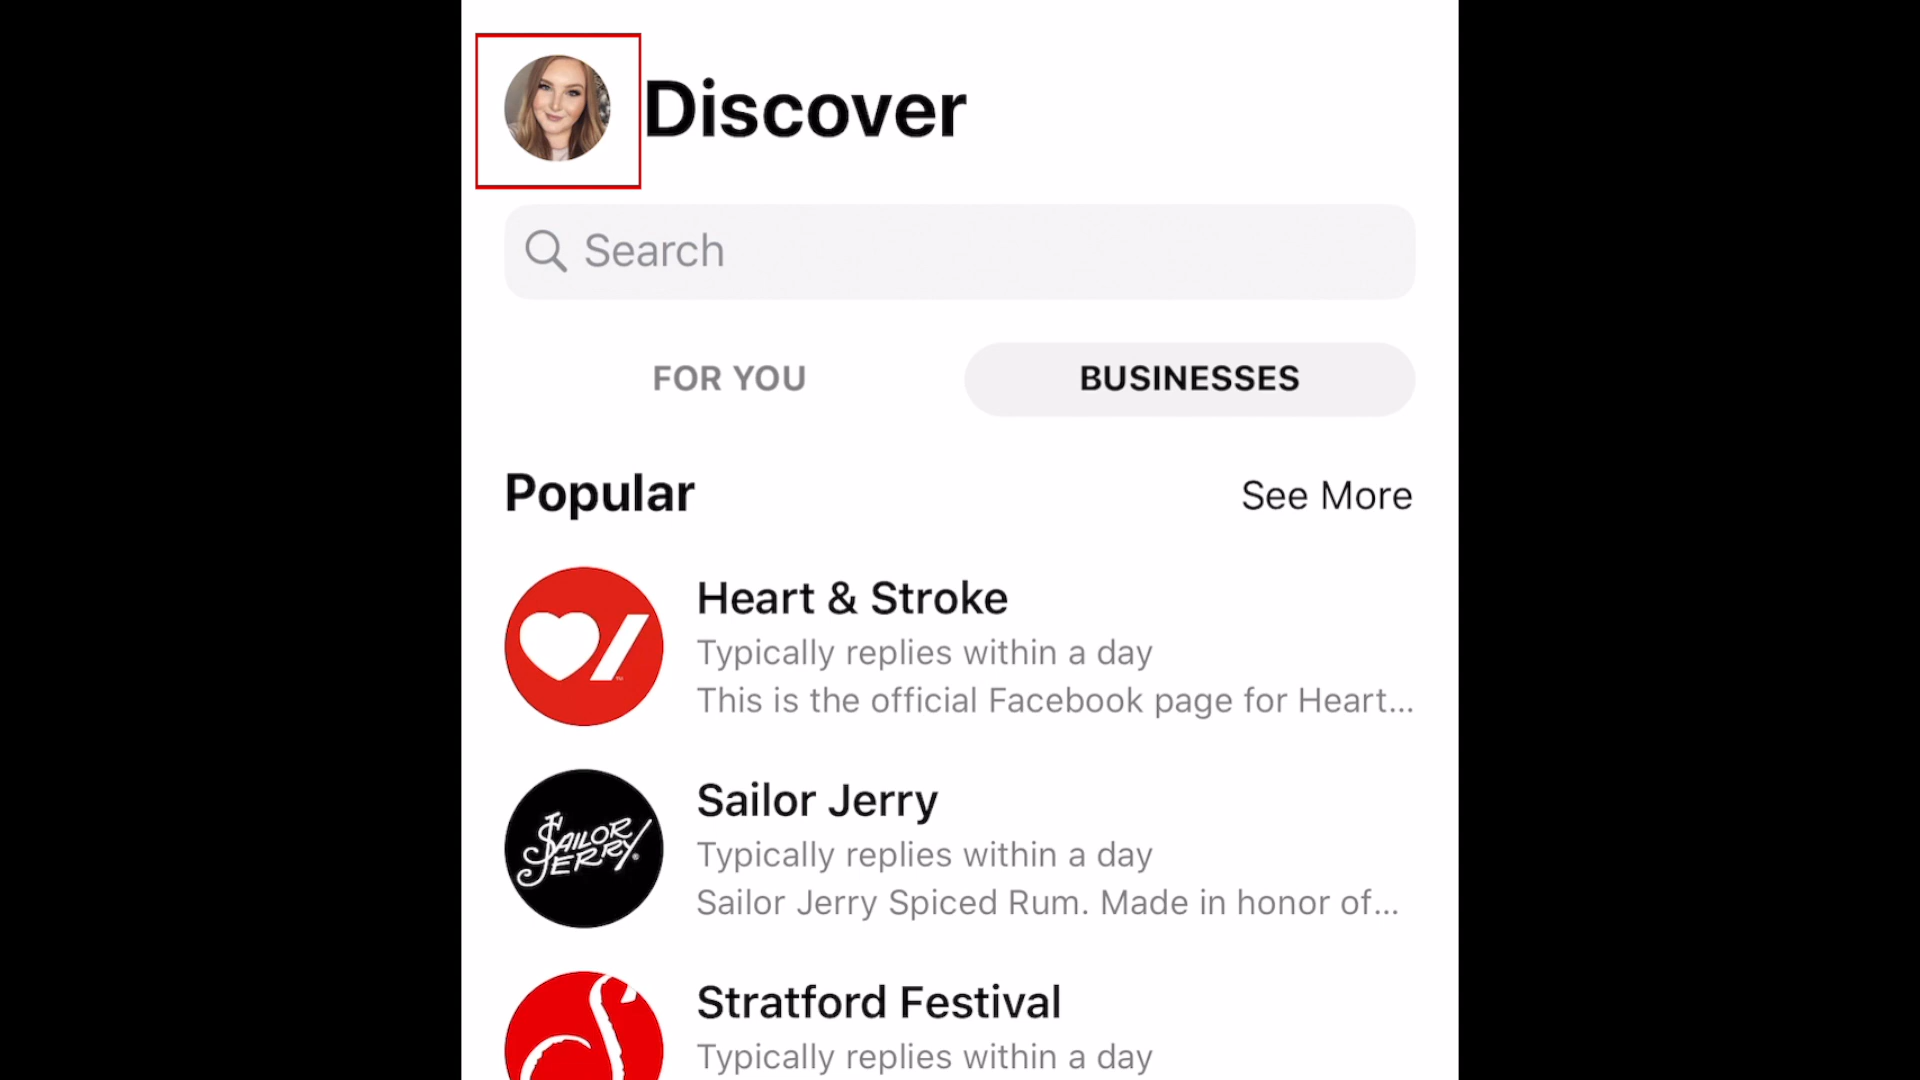 Discover
Search
FOR YOU
BUSINESSES
Popular
See More
Heart & Stroke
Typically replies within a day
This is the official Facebook page for Heart...
SAILOR
JERRY
Sailor Jerry
Typically replies within a day
Sailor Jerry Spiced Rum. Made in honor of...
Stratford Festival
Typically replies within a day